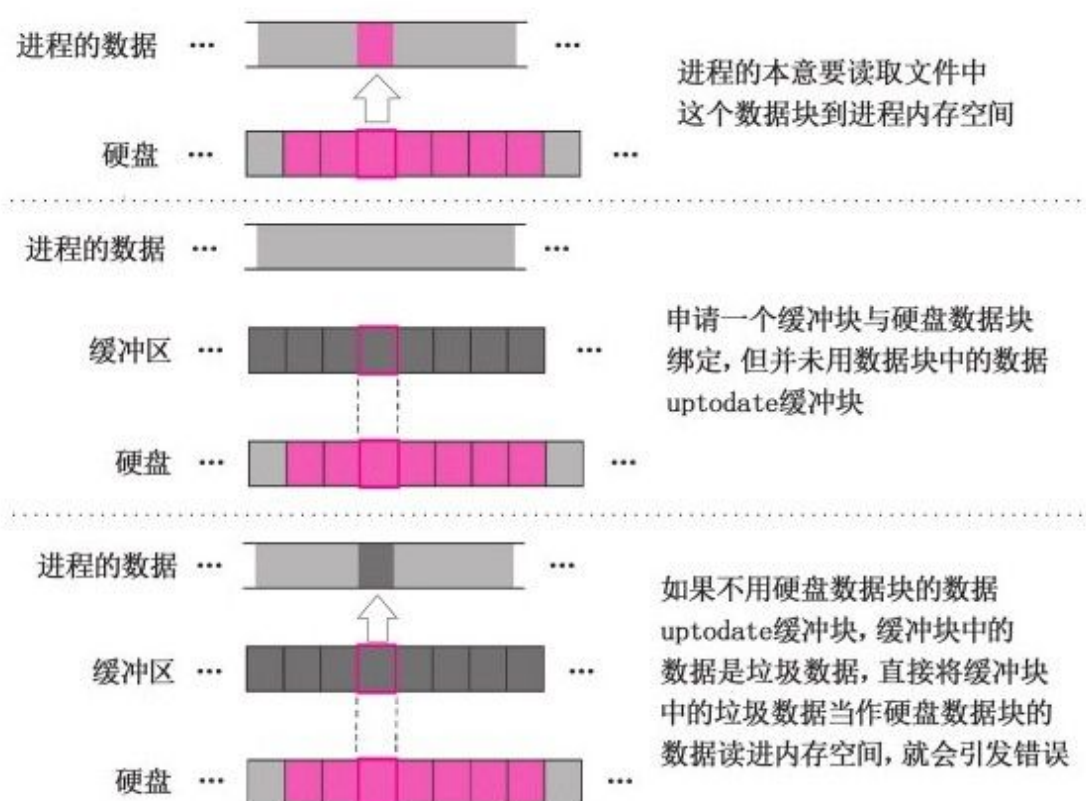 进程的数据 … …
进程的本意要读取文件中
这个数据块到进程内存空间
硬盘 … …
进程的数据 … …
缓冲区 … …
申请一个缓冲块与硬盘数据块
绑定,但并未用数据块中的数据
uptodate缓冲块
硬盘 … …
进程的数据 … …
缓冲区 … …
如果不用硬盘数据块的数据
uptodate缓冲块,缓冲块中的
数据是垃圾数据,直接将缓冲块
中的垃圾数据当作硬盘数据块的
数据读进内存空间,就会引发错误
硬盘 … …